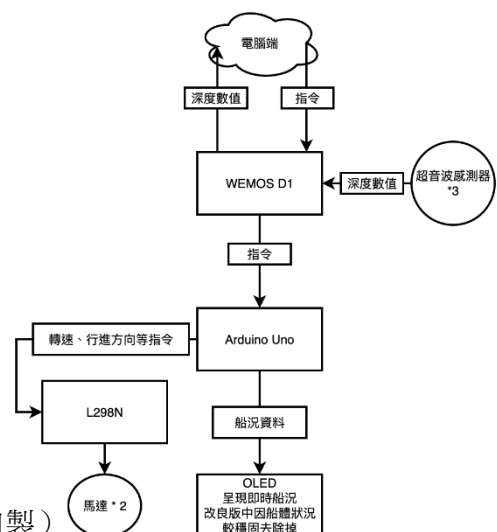 電腦端
深度數值
指令
WEMOS D1
深度數值
超音波感測器
*3
指令
轉速、行進方向等指令
Arduino Uno
L298N
船況資料
馬達 * 2
OLED
呈現即時船況
改良版中因船體狀況
較穩固去除掉
製）